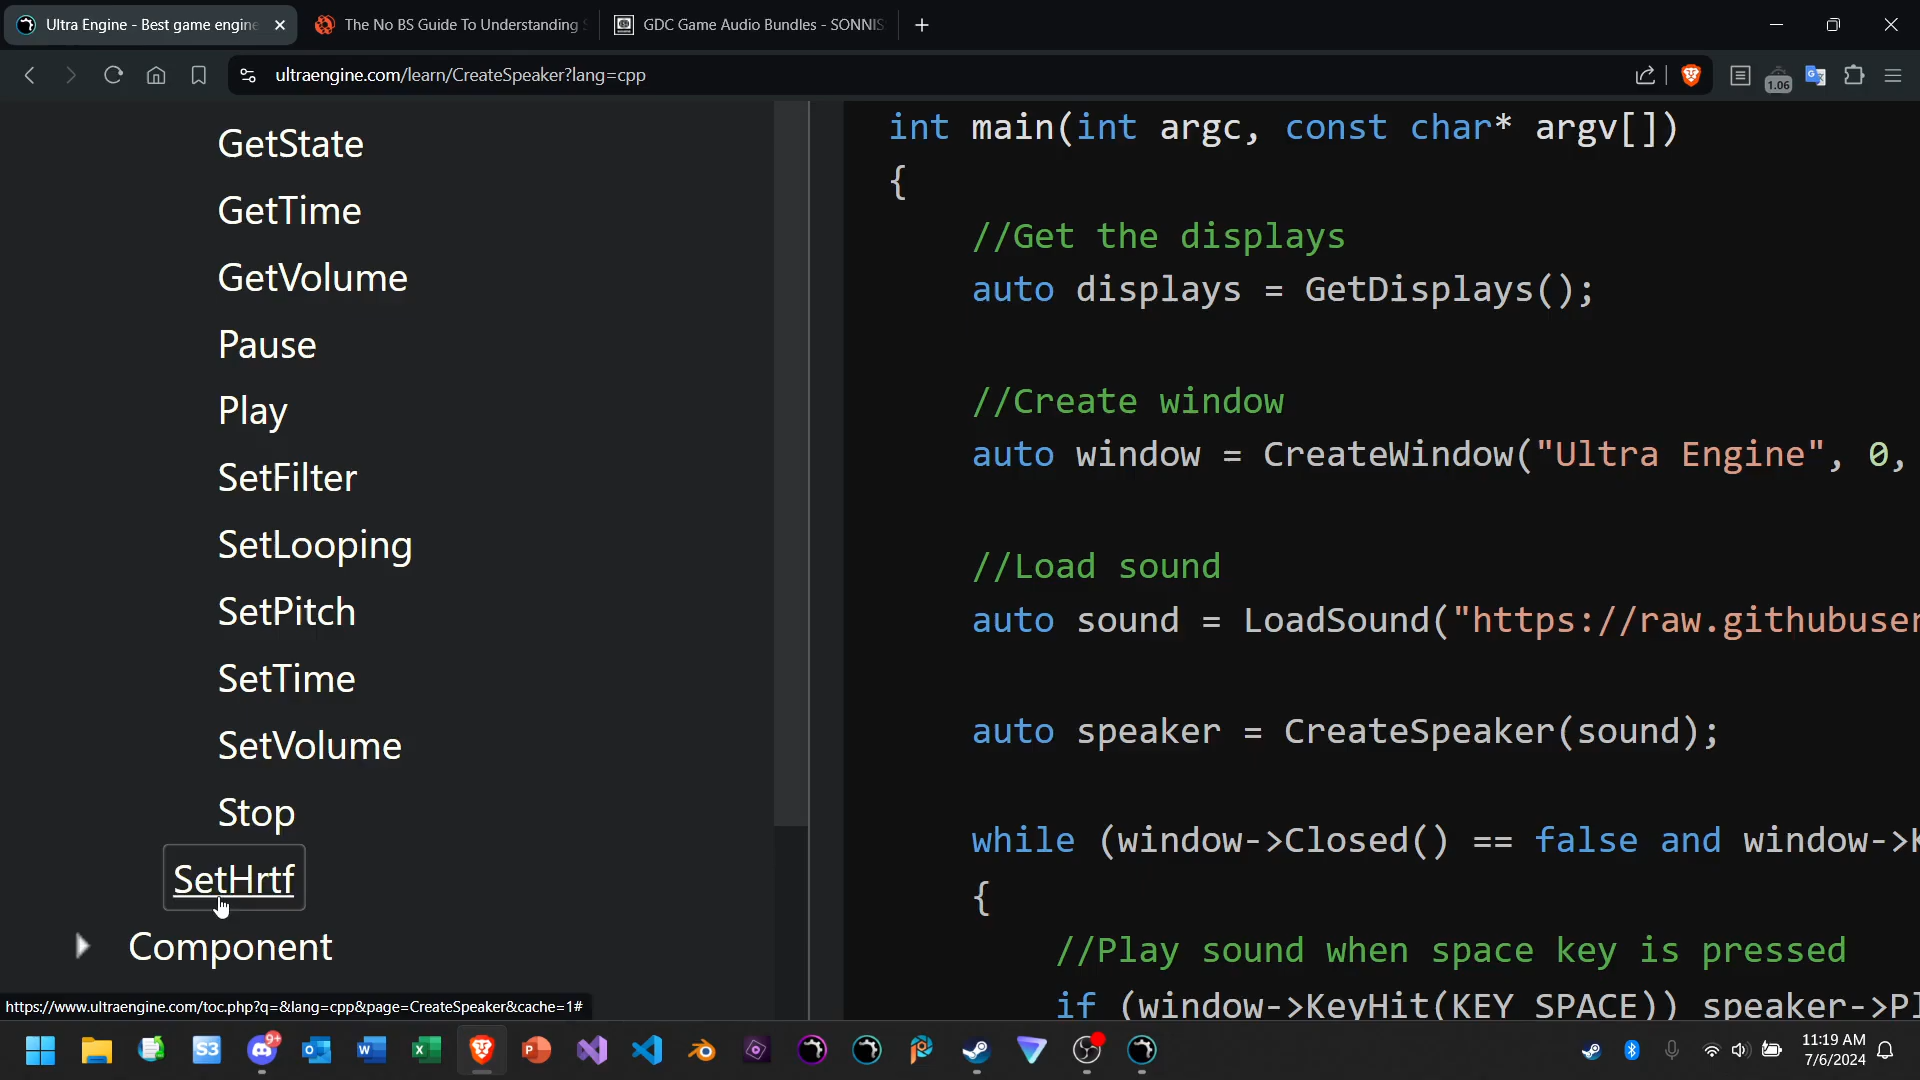 Ultra Engine - Best game engine
The No BS Guide To Understanding
GDC Game Audio Bundles - SONNIS
ultraengine.com/learn/CreateSpeaker?lang=cpp
1.06
GetState
GetTime
GetVolume
Pause
Play
SetFilter
SetLooping
SetPitch
SetTime
SetVolume
Stop
SetHrtf
Component
https://www.ultraengine.com/toc.php?q=&lang=cpp&page=CreateSpeaker&cache=1#
int main(int argc, const char* argv[])
{
//Get the displays
auto displays = GetDisplays();
//Create window
auto window = CreateWindow("Ultra Engine", 0,
//Load sound
auto sound = LoadSound("https://raw.githubuser
auto speaker = CreateSpeaker(sound);
while (window->Closed() == false and window->K
{
//Play sound when space key is pressed
if (window->KeyHit(KEY_SPACE)) speaker->Pl
S3
9+
11:19 AM
7/6/2024